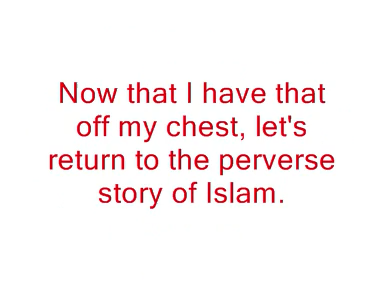 Now that I have that
off my chest, let's
return to the perverse
story of Islam.